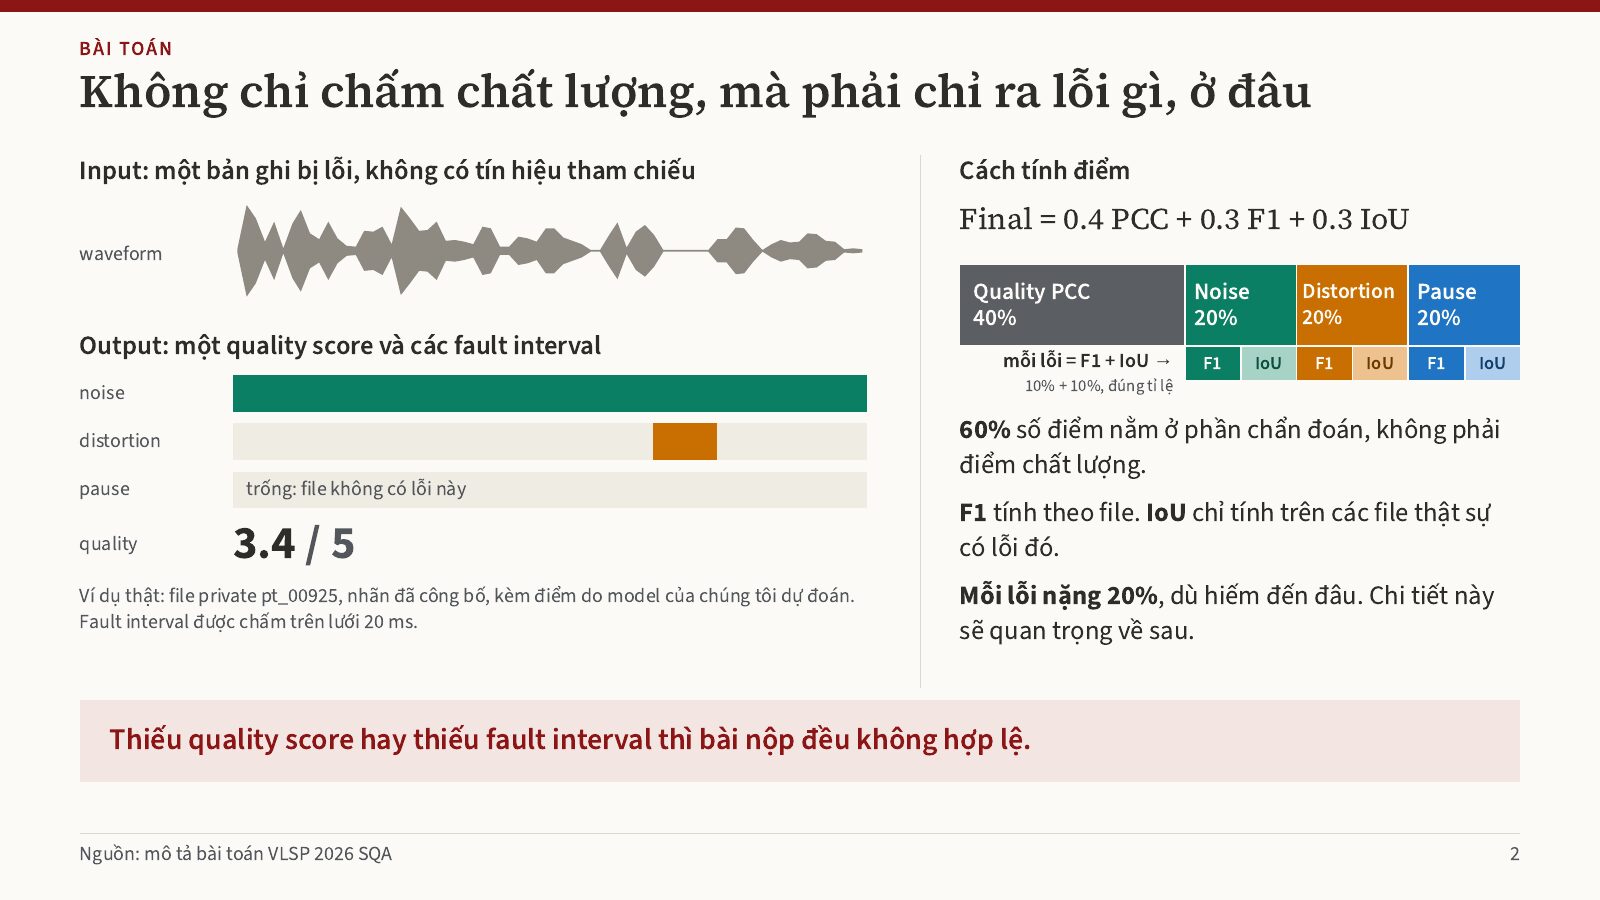 BÀI TOÁN
Không chỉ chấm chất lượng, mà phải chỉ ra lỗi gì, ở đâu
Input: một bản ghi bị lỗi, không có tín hiệu tham chiếu
waveform
Output: một quality score và các fault interval
noise
distortion
pause
trống: file không có lỗi này
quality
3.4 / 5
Ví dụ thật: file private pt_00925, nhãn đã công bố, kèm điểm do model của chúng tôi dự đoán.
Fault interval được chấm trên lưới 20 ms.
Cách tính điểm
Final = 0.4 PCC + 0.3 F1 + 0.3 IoU
Quality PCC
40%
Noise
20%
Distortion
20%
Pause
20%
mỗi lỗi = F1 + IoU →
10% + 10%, đúng tỉ lệ
F1 IoU F1 IoU F1 IoU
60% số điểm nằm ở phần chẩn đoán, không phải
điểm chất lượng.
F1 tính theo file. IoU chỉ tính trên các file thật sự
có lỗi đó.
Mỗi lỗi nặng 20%, dù hiếm đến đâu. Chi tiết này
sẽ quan trọng về sau.
Thiếu quality score hay thiếu fault interval thì bài nộp đều không hợp lệ.
Nguồn: mô tả bài toán VLSP 2026 SQA
2